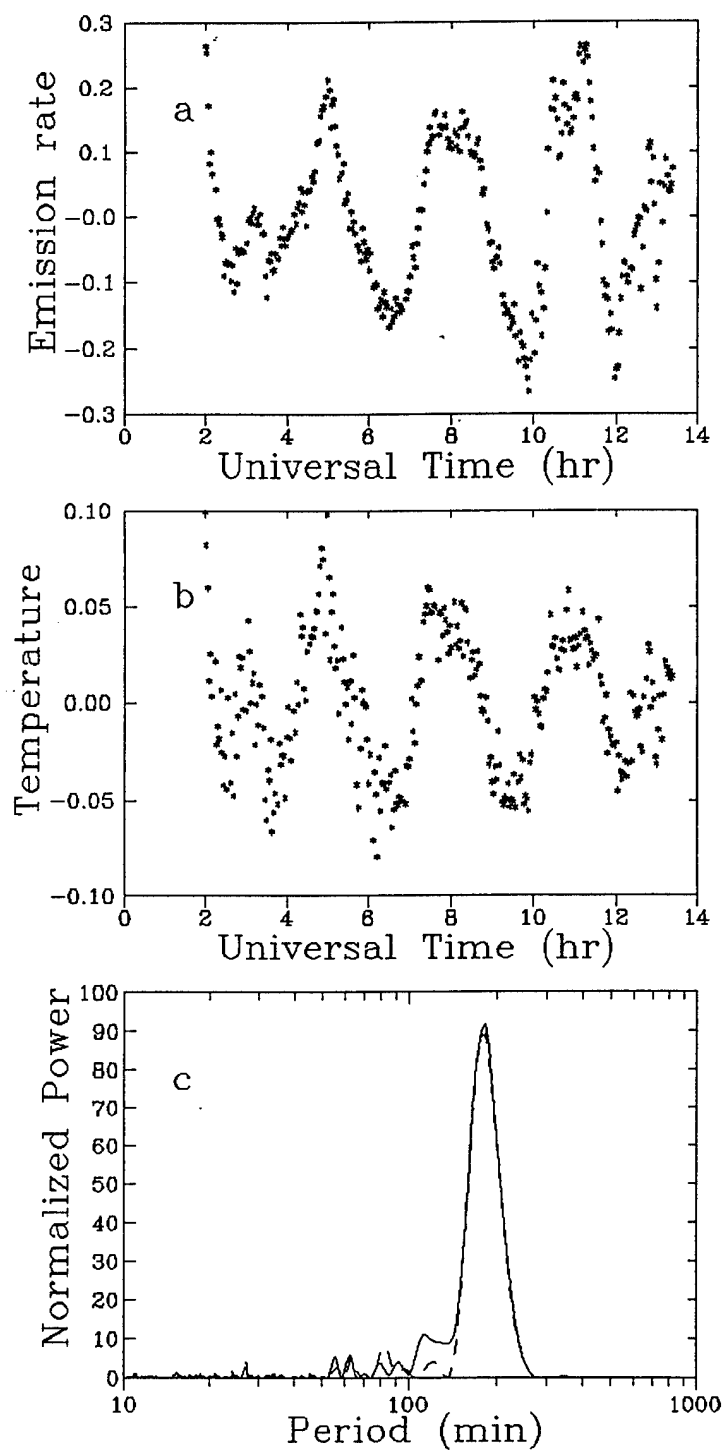 0.3
0.2
0.1
-0.0
-0.1
-0.2
-0.3
a
Emission rate
0 2 4 6 8 10 12 14
Universal Time (hr)
0.10
0.05
0.00
-0.05
-0.10
b
Temperature
0 2 4 6 8 10 12 14
Universal Time (hr)
100
90
80
70
60
50
40
30
20
10
0
c
Normalized Power
10 100 1000
Period (min)